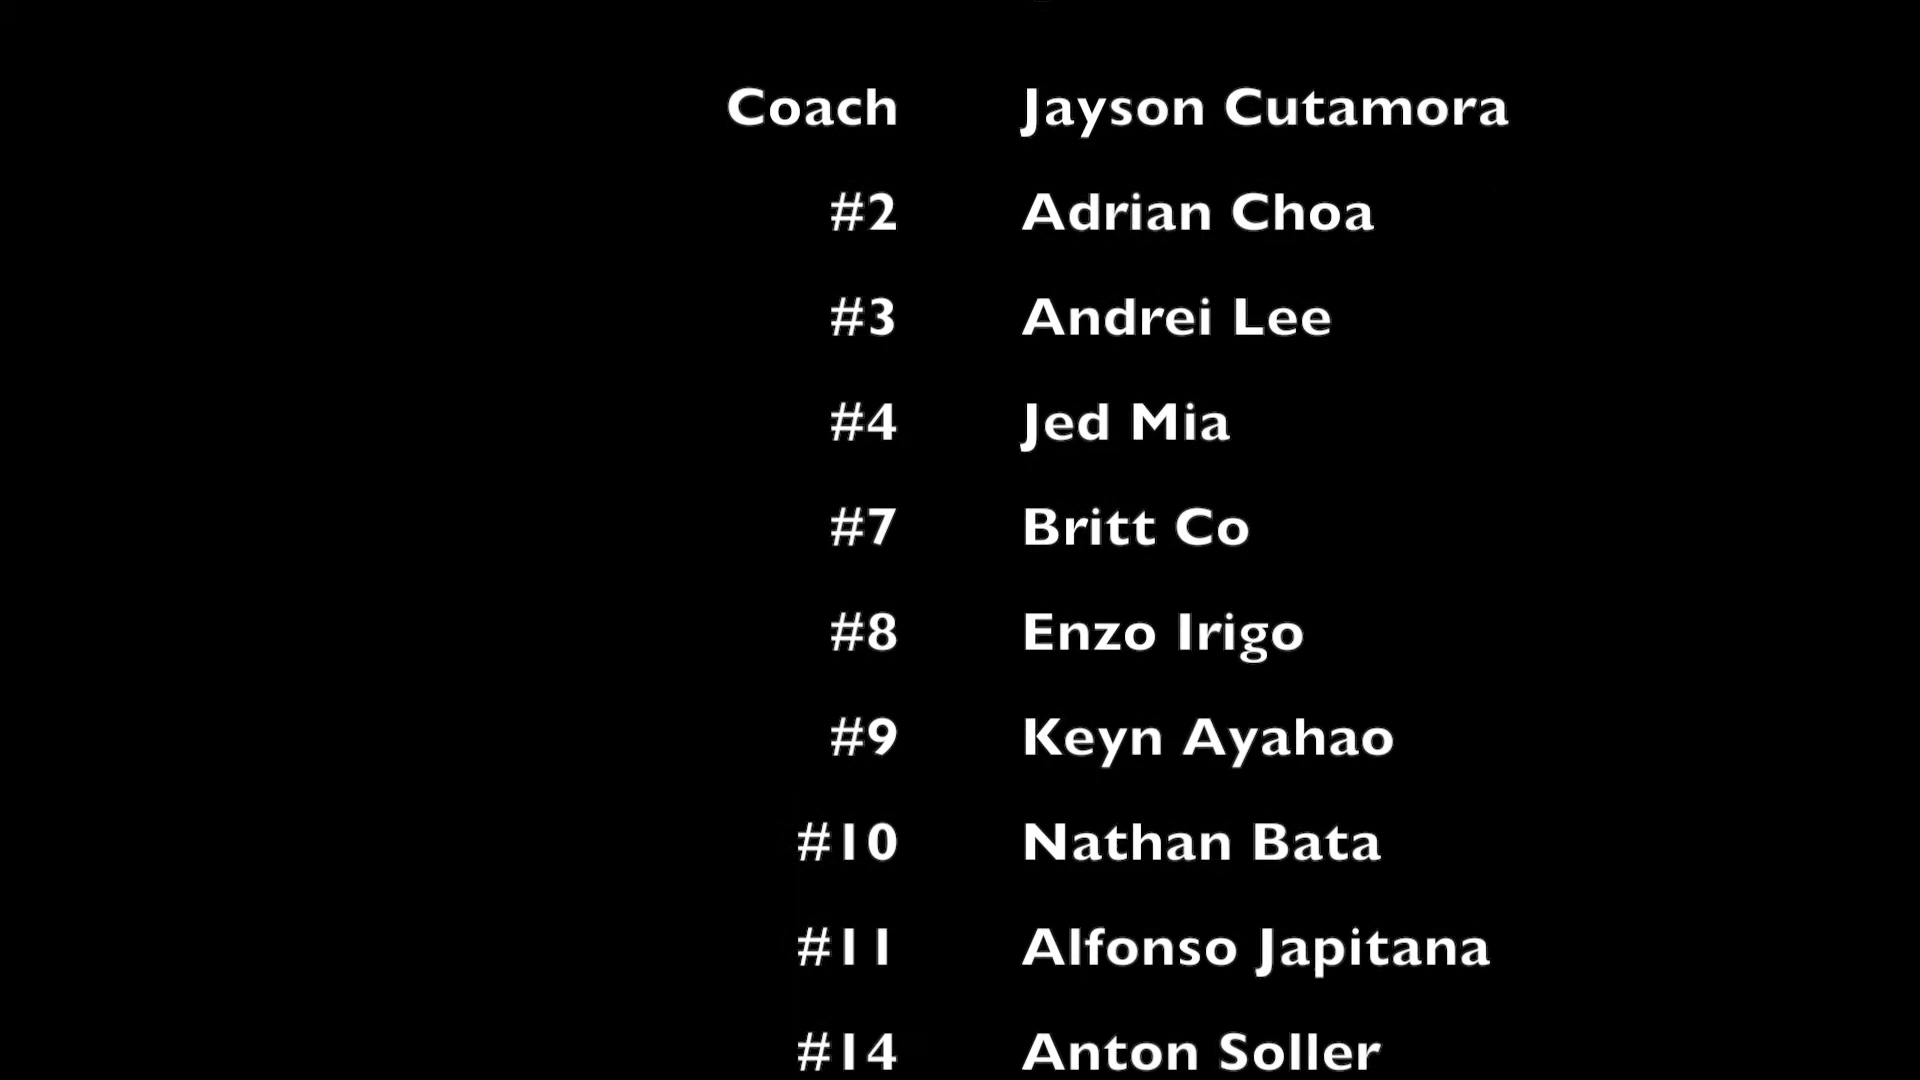 Coach Jayson Cutamora
#2 Adrian Choa
#3 Andrei Lee
#4 Jed Mia
#7 Britt Co
#8 Enzo Irigo
#9 Keyn Ayahao
#10 Nathan Bata
#11 Alfonso Japitana
#14 Anton Soller